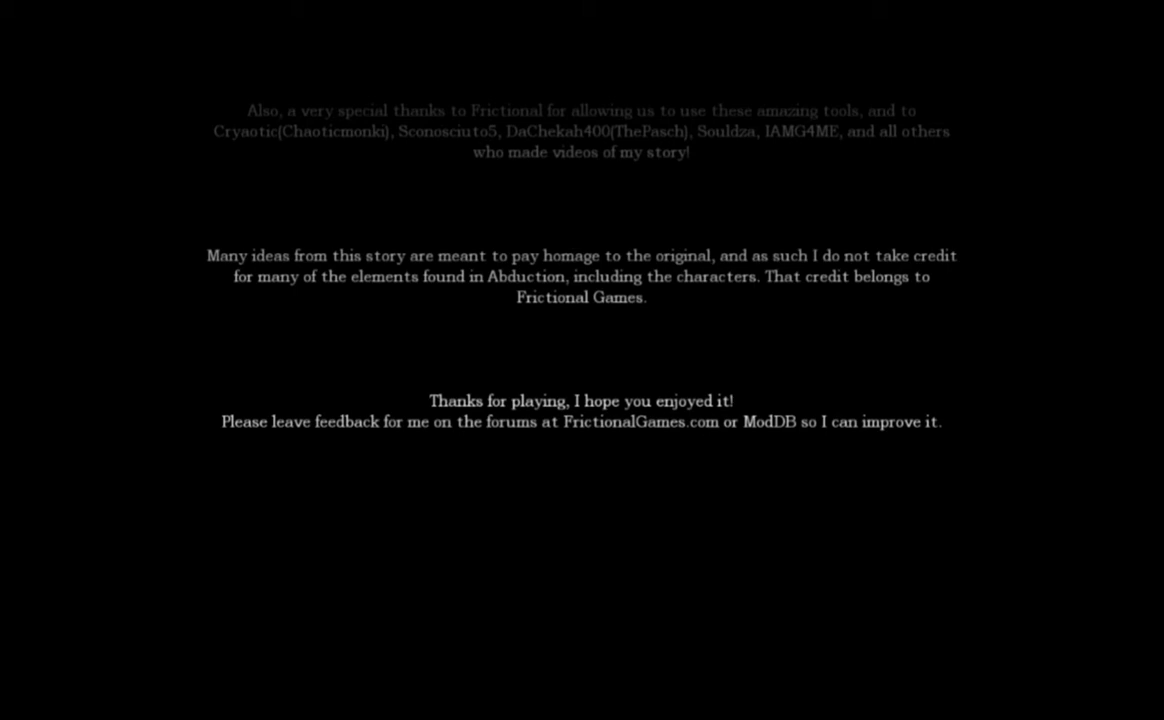 Also, a very special thanks to Frictional for allowing us to use these amazing tools, and to
Cryaotic(Chaoticmonki), Sconosciuto5, DaChekah400(ThePasch), Souldza, IAMG4ME, and all others
who made videos of my story!
Many ideas from this story are meant to pay homage to the original, and as such I do not take credit
for many of the elements found in Abduction, including the characters. That credit belongs to
Frictional Games.
Thanks for playing, I hope you enjoyed it!
Please leave feedback for me on the forums at FrictionalGames.com or ModDB so I can improve it.